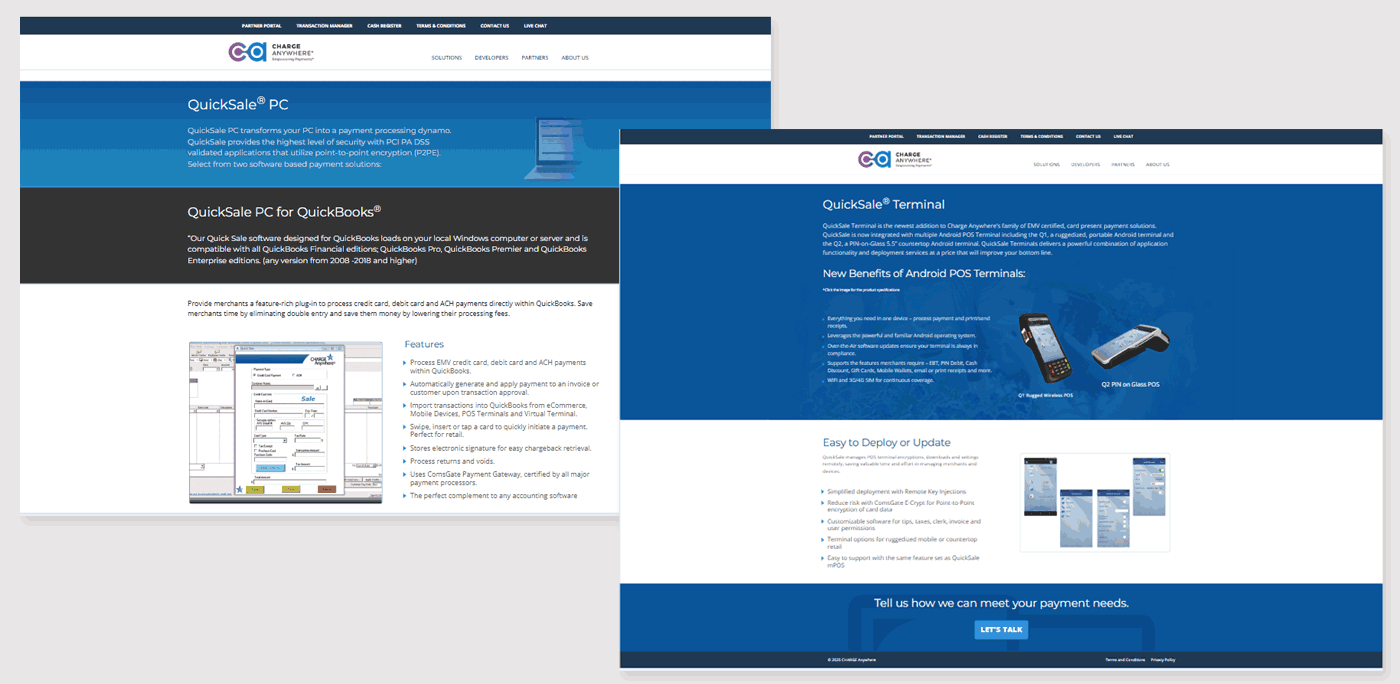 PARTNER PORTAL TRANSACTION MANAGER CASH REGISTER TERMS & CONDITIONS CONTACT US LIVE CHAT
ca CHARGE
ANYWHERE®
Empowering Payments®
SOLUTIONS DEVELOPERS PARTNERS ABOUT US
QuickSale® PC
QuickSale PC transforms your PC into a payment processing dynamo.
QuickSale provides the highest level of security with PCI PA DSS
validated applications that utilize point-to-point encryption (P2PE).
Select from two software based payment solutions:
QuickSale PC for QuickBooks®
"Our Quick Sale software designed for QuickBooks loads on your local Windows computer or server and is
compatible with all QuickBooks Financial editions; QuickBooks Pro, QuickBooks Premier and QuickBooks
Enterprise editions. (any version from 2008 -2018 and higher)
Provide merchants a feature-rich plug-in to process credit card, debit card and ACH payments directly within QuickBooks. Save
merchants time by eliminating double entry and save them money by lowering their processing fees.
CHARGE
Anywhere
Sale
Features
Process EMV credit card, debit card and ACH payments
within QuickBooks.
Automatically generate and apply payment to an invoice or
customer upon transaction approval.
Import transactions into QuickBooks from eCommerce,
Mobile Devices, POS Terminals and Virtual Terminal.
Swipe, insert or tap a card to quickly initiate a payment.
Perfect for retail.
Stores electronic signature for easy chargeback retrieval.
Process returns and voids.
Uses ComsGate Payment Gateway, certified by all major
payment processors.
The perfect complement to any accounting software
PARTNER PORTAL TRANSACTION MANAGER CASH REGISTER TERMS & CONDITIONS CONTACT US LIVE CHAT
ca CHARGE
ANYWHERE®
Empowering Payments®
SOLUTIONS DEVELOPERS PARTNERS ABOUT US
QuickSale® Terminal
QuickSale Terminal is the newest addition to Charge Anywhere's family of EMV certified, card present payment solutions.
QuickSale is now integrated with multiple Android POS Terminal including the Q1, a ruggedized, portable Android terminal and
the Q2, a PIN-on-Glass 5.5" countertop Android terminal. QuickSale Terminals delivers a powerful combination of application
functionality and deployment services at a price that will improve your bottom line.
New Benefits of Android POS Terminals:
*Click the image for the product specifications
Everything you need in one device – process payment and print/send
receipts.
Leverages the powerful and familiar Android operating system.
Over-the-Air software updates ensure your terminal is always in
compliance.
Supports the features merchants require – EBT, PIN Debit, Cash
Discount, Gift Cards, Mobile Wallets, email or print receipts and more.
WiFi and 3G/4G SIM for continuous coverage.
Q2 PIN on Glass POS
Q1 Rugged Wireless POS
Easy to Deploy or Update
QuickSale manages POS terminal encryptions, downloads and settings
remotely, saving valuable time and effort in managing merchants and
devices.
Simplified deployment with Remote Key Injections
Reduce risk with ComsGate E-Crypt for Point-to-Point
encryption of card data
Customizable software for tips, taxes, clerk, invoice and
user permissions
Terminal options for ruggedued mobile or countertop
retail
Easy to support with the same feature set as QuickSale
mPOS
Tell us how we can meet your payment needs.
LET'S TALK
© 2020 CHARGE Anywhere
Terms and Conditions Privacy Policy